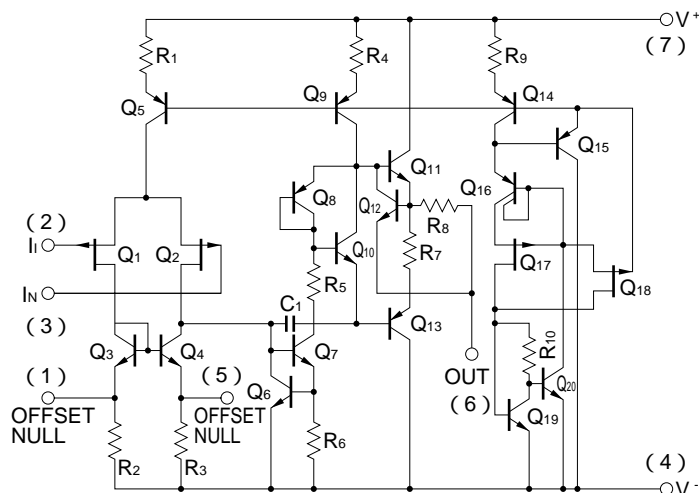 V+
(7)
R1
R4
R9
Q5
Q9
Q14
Q15
Q11
Q8
Q12
Q16
(2)
II
R8
Q1
Q2
Q10
R7
Q17
Q18
IN
R5
C1
(3)
Q13
R10
Q3
Q4
Q7
(1)
(5)
Q6
OUT
Q20
(6)
Q19
OFFSET
NULL
OFFSET
NULL
R2
R3
R6
(4)
V-